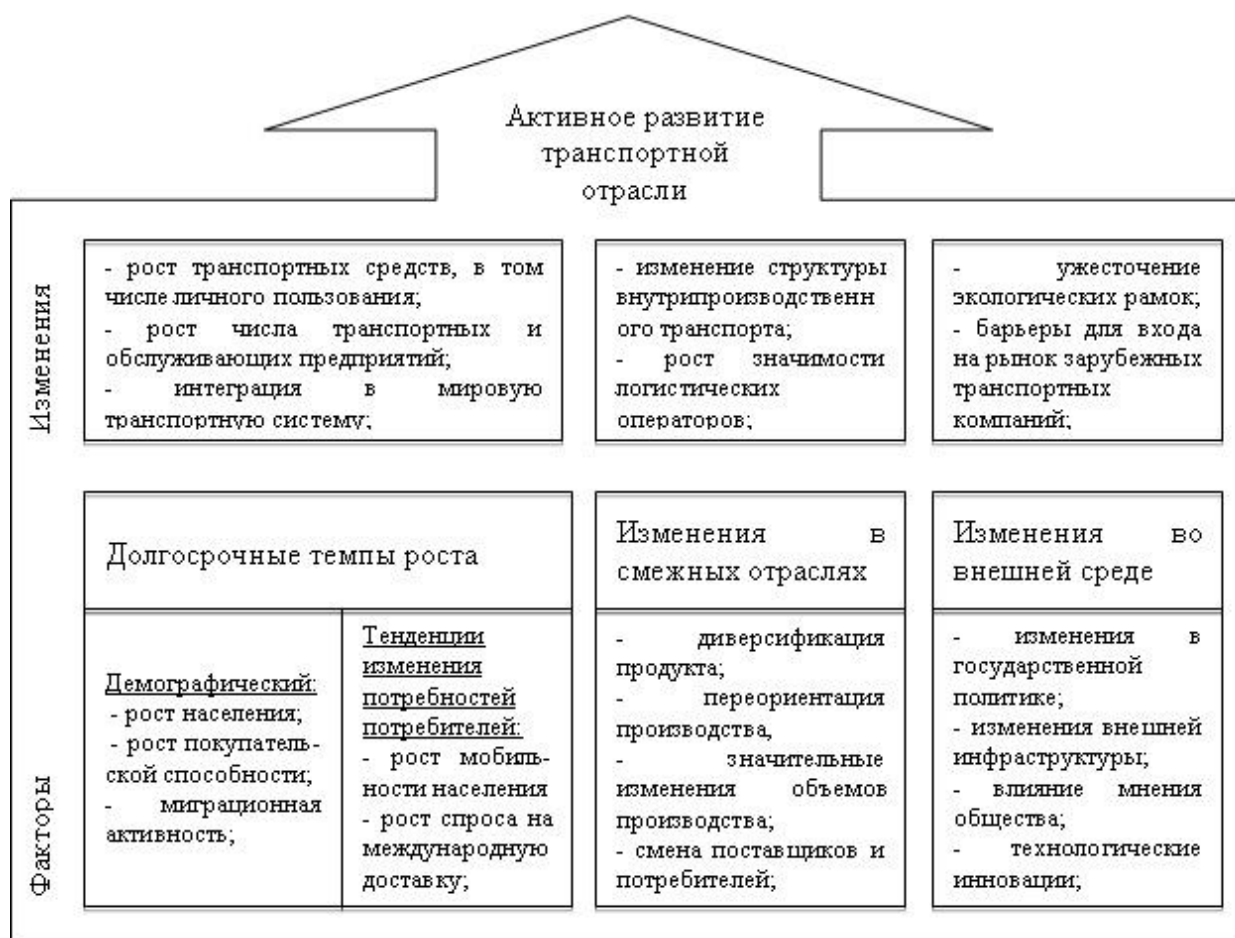 Активное развитие
транспортной
отрасли
Изменения
- рост транспортных средств, в том
числе личного пользования;
- рост числа транспортных и
обслуживающих предприятий;
- интеграция в мировую
транспортную систему;
- изменение структуры
внутрипроизводственн
ого транспорта;
- рост значимости
логистических
операторов;
- ужесточение
экологических рамок;
- барьеры для входа
на рынок зарубежных
транспортных
компаний;
Факторы
Долгосрочные темпы роста
Демографический:
- рост населения;
- рост покупатель-
ской способности;
- миграционная
активность;
Тенденции
изменения
потребностей
потребителей:
- рост мобиль-
ности населения
- рост спроса на
международную
доставку;
Изменения в
смежных отраслях
- диверсификация
продукта;
- переориентация
производства,
- значительные
изменения объемов
производства;
- смена поставщиков и
потребителей;
Изменения во
внешней среде
- изменения в
государственной
политике;
- изменения внешней
инфраструктуры;
- влияние мнения
общества;
- технологические
инновации;